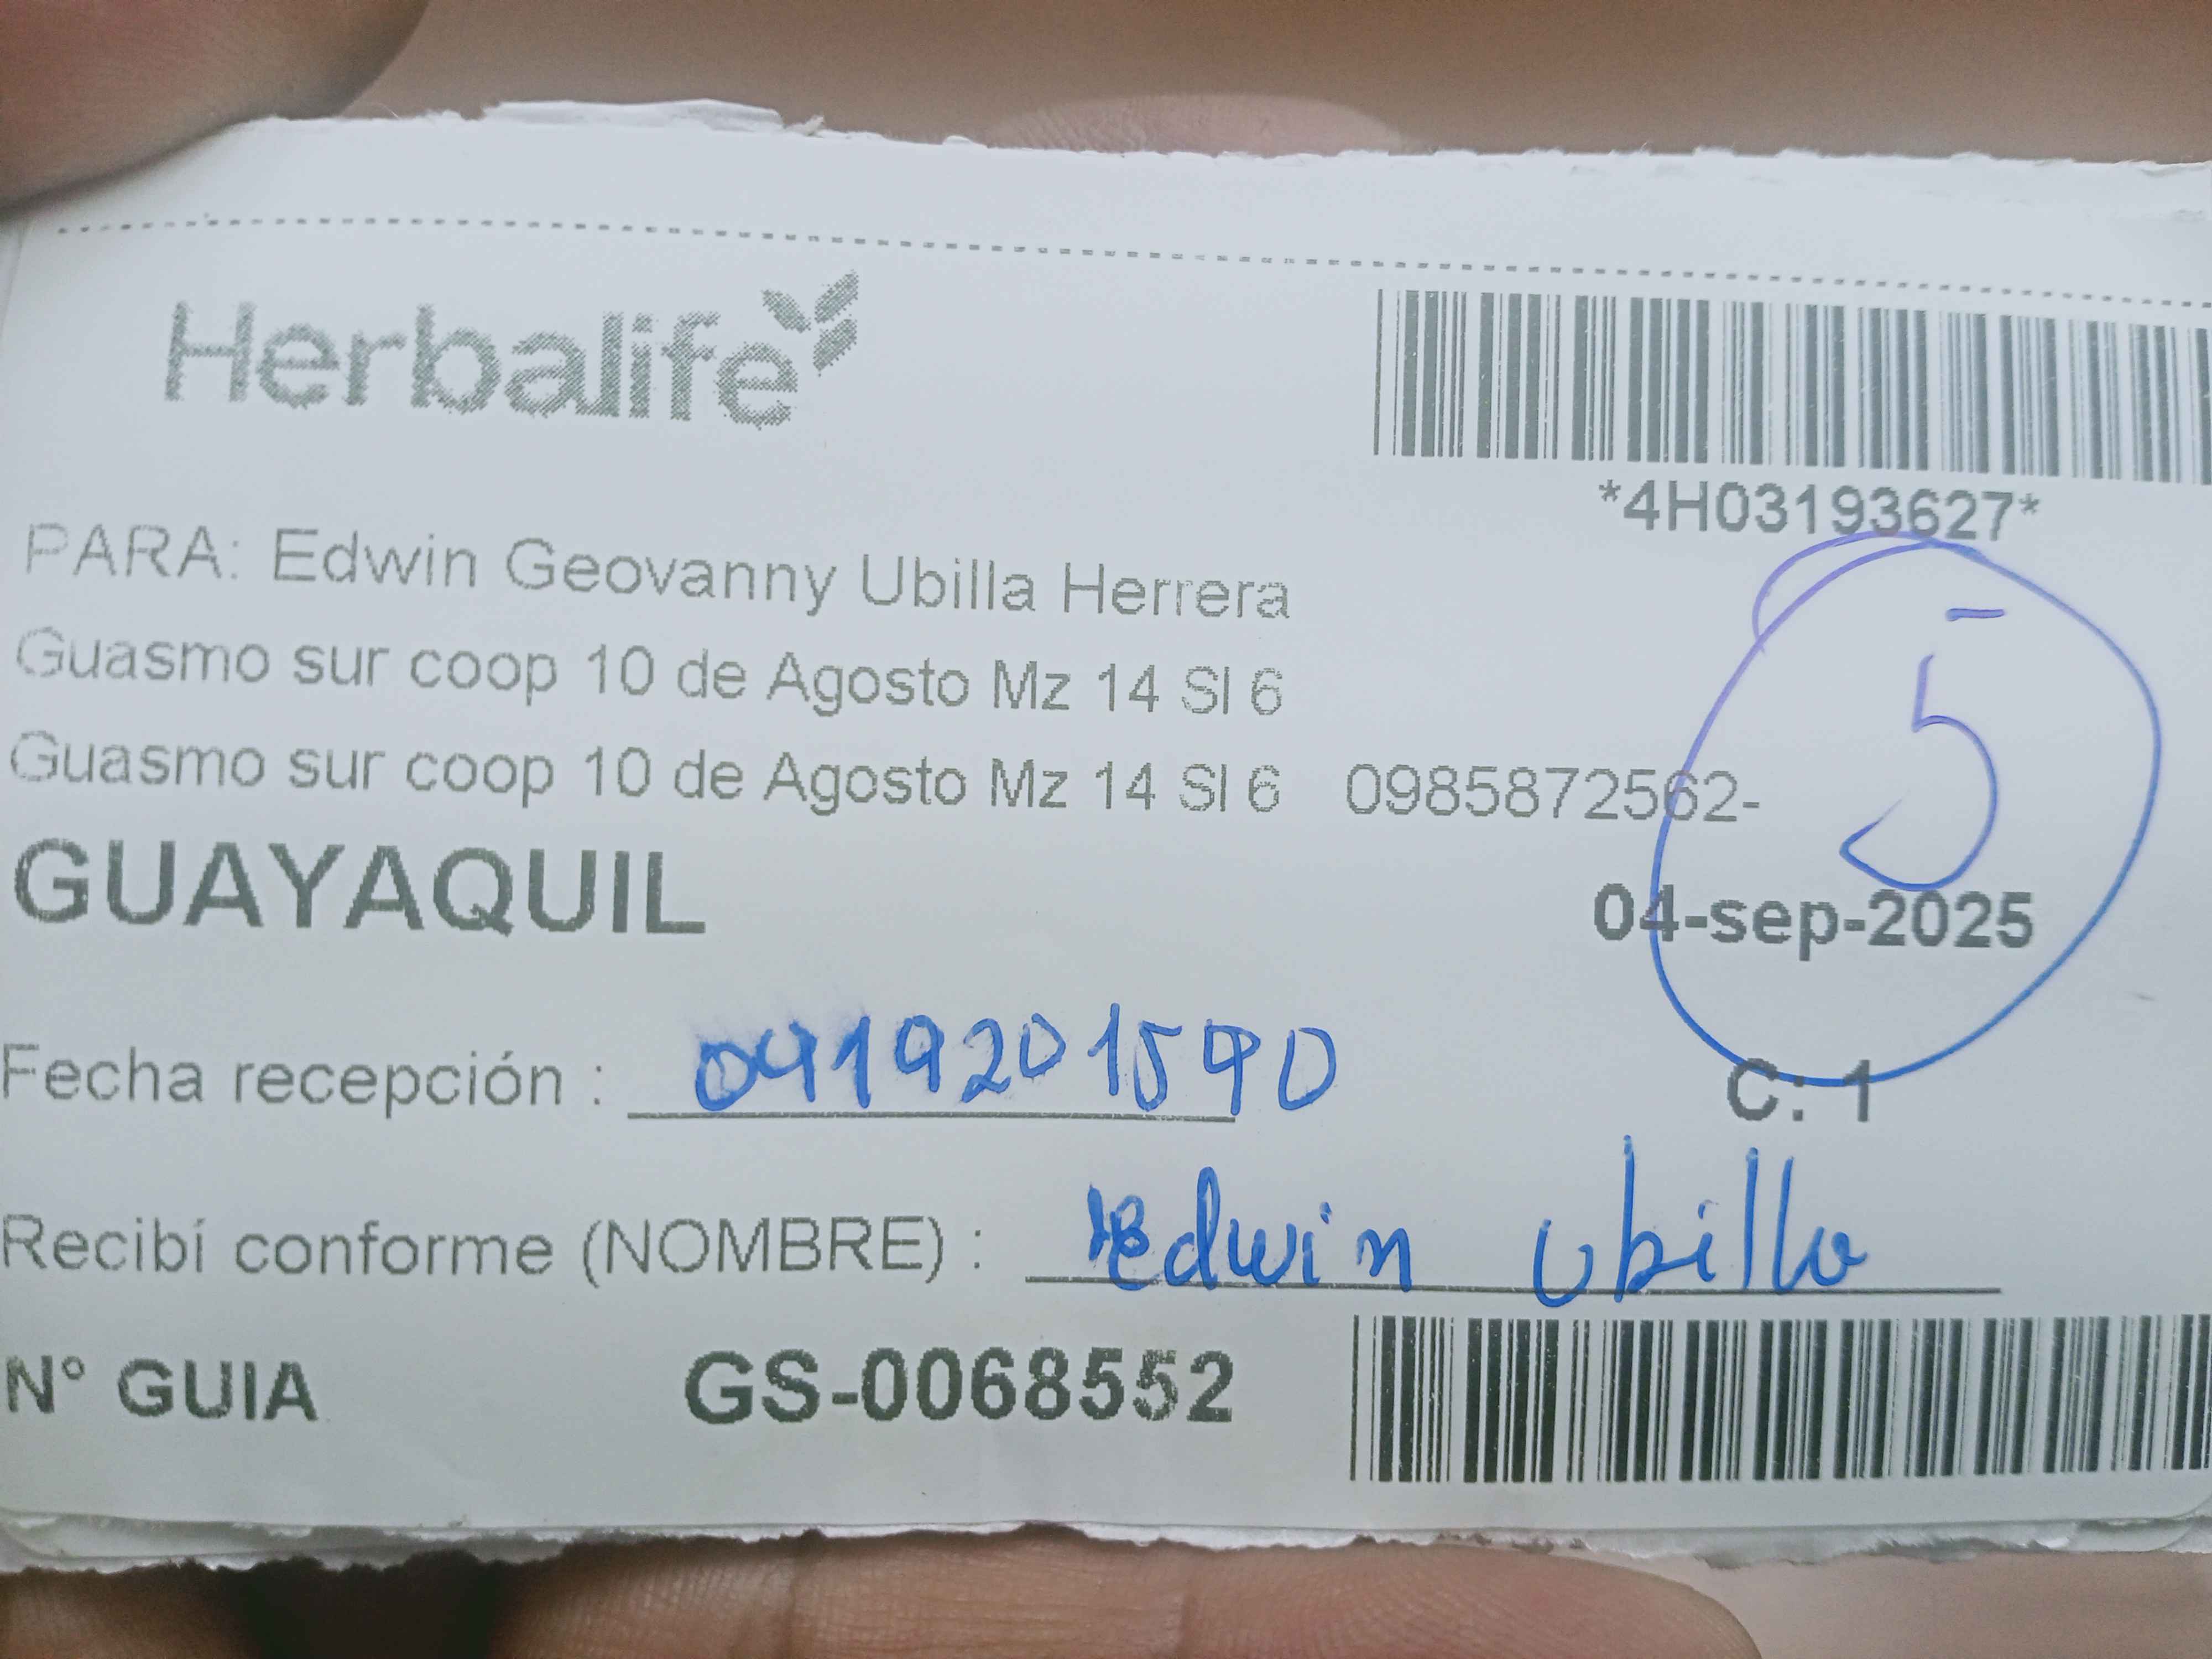 Herbalife
*4H03193627*
PARA: Edwin Geovanny Ubilla Herrera
Guasmo sur coop 10 de Agosto Mz 14 Sl 6
Guasmo sur coop 10 de Agosto Mz 14 Sl 6 0985872562-
5
GUAYAQUIL
04-sep-2025
Fecha recepción : 0919201590
C: 1
Recibí conforme (NOMBRE) : Edwin Ubilla
N° GUIA GS-0068552